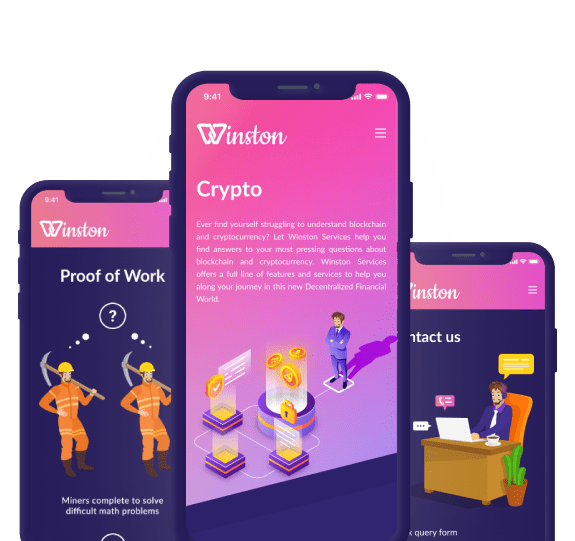 9:41
Winston
Proof of Work
?
Miners complete to solve
difficult math problems
9:41
Winston
Crypto
Ever find yourself struggling to understand blockchain
and cryptocurrency? Let Winston Services help you
find answers to your most pressing questions about
blockchain and cryptocurrency. Winston Services
offers a full line of features and services to help you
along your journey in this new Decentralized Financial
World.
inston
ntact us
query form